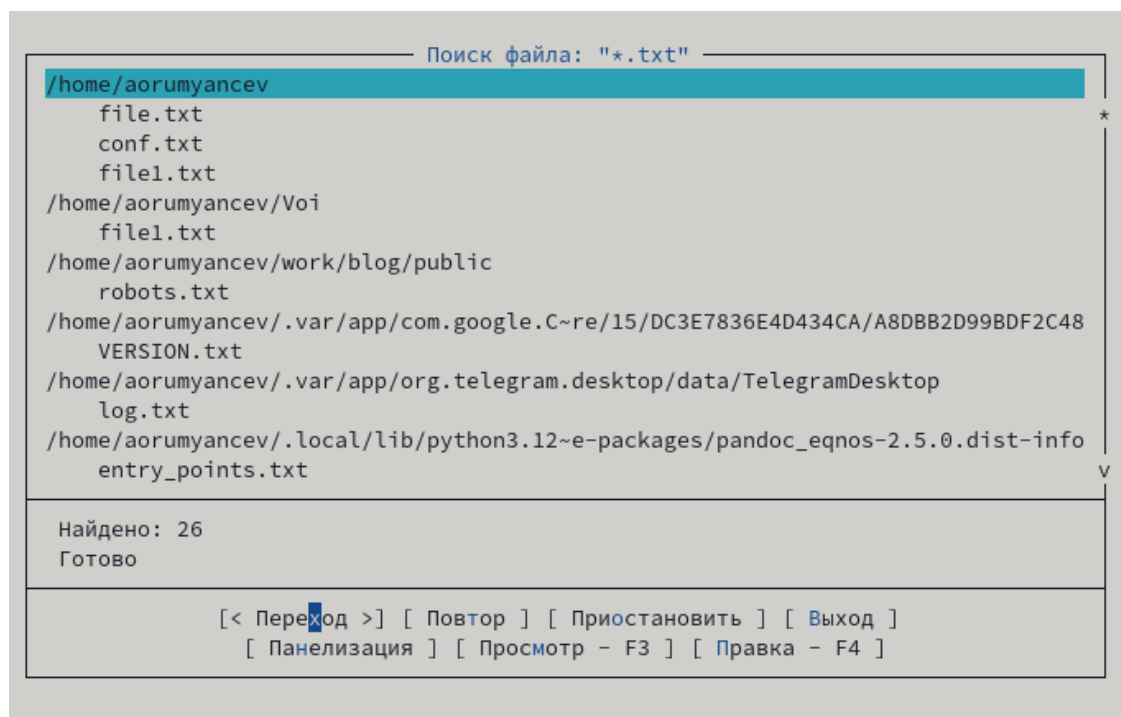 Поиск файла: "*.txt"
/home/aorumyancev
file.txt
conf.txt
file1.txt
/home/aorumyancev/Voi
file1.txt
/home/aorumyancev/work/blog/public
robots.txt
/home/aorumyancev/.var/app/com.google.C~re/15/DC3E7836E4D434CA/A8DBB2D99BDF2C48
VERSION.txt
/home/aorumyancev/.var/app/org.telegram.desktop/data/TelegramDesktop
log.txt
/home/aorumyancev/.local/lib/python3.12~e-packages/pandoc_eqnos-2.5.0.dist-info
entry_points.txt
Найдено: 26
Готово
[< Переход >] [ Повтор ] [ Приостановить ] [ Выход ]
[ Панелизация ] [ Просмотр - F3 ] [ Правка - F4 ]